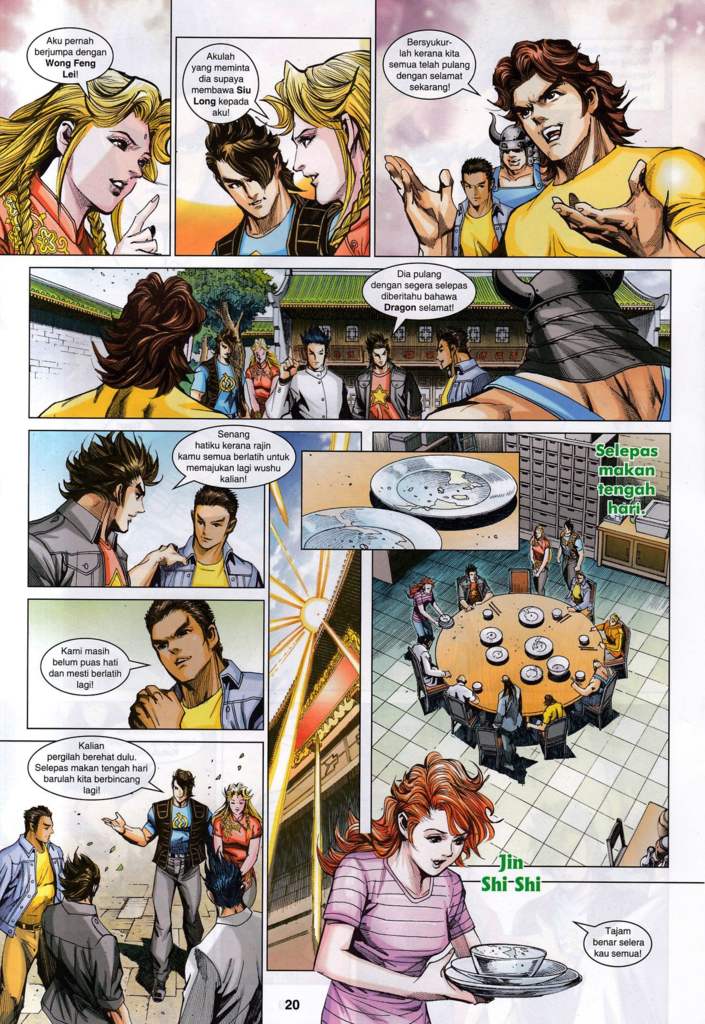 Aku pernah
berjumpa dengan
Wong Feng
Lei!
Akulah
yang meminta
dia supaya
membawa Siu
Long kepada
aku!
Bersyukur-
lah kerana kita
semua telah pulang
dengan selamat
sekarang!
Dia pulang
dengan segera selepas
diberitahu bahawa
Dragon selamat!
Senang
hatiku kerana rajin
kamu semua berlatih untuk
memajukan lagi wushu
kalian!
Kami masih
belum puas hati
dan mesti berlatih
lagi!
Kalian
pergilah berehat dulu.
Selepas makan tengah hari
barulah kita berbincang
lagi!
Selepas
makan
tengah
hari.
Jin
Shi-Shi
Tajam
benar selera
kau semua!
20